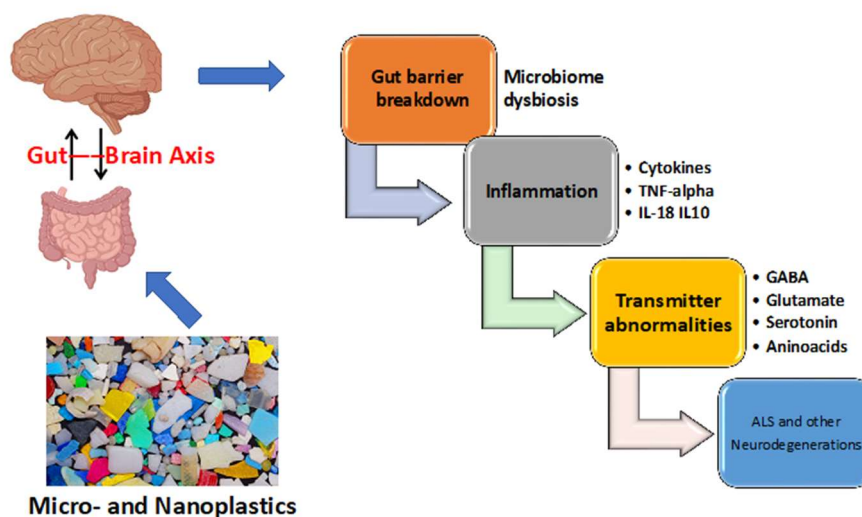 Gut Brain Axis
Micro- and Nanoplastics
Gut barrier
breakdown
Microbiome
dysbiosis
Inflammation
• Cytokines
• TNF-alpha
• IL-18 IL10
Transmitter
abnormalities
• GABA
• Glutamate
• Serotonin
• Aninoacids
ALS and other
Neurodegenerations